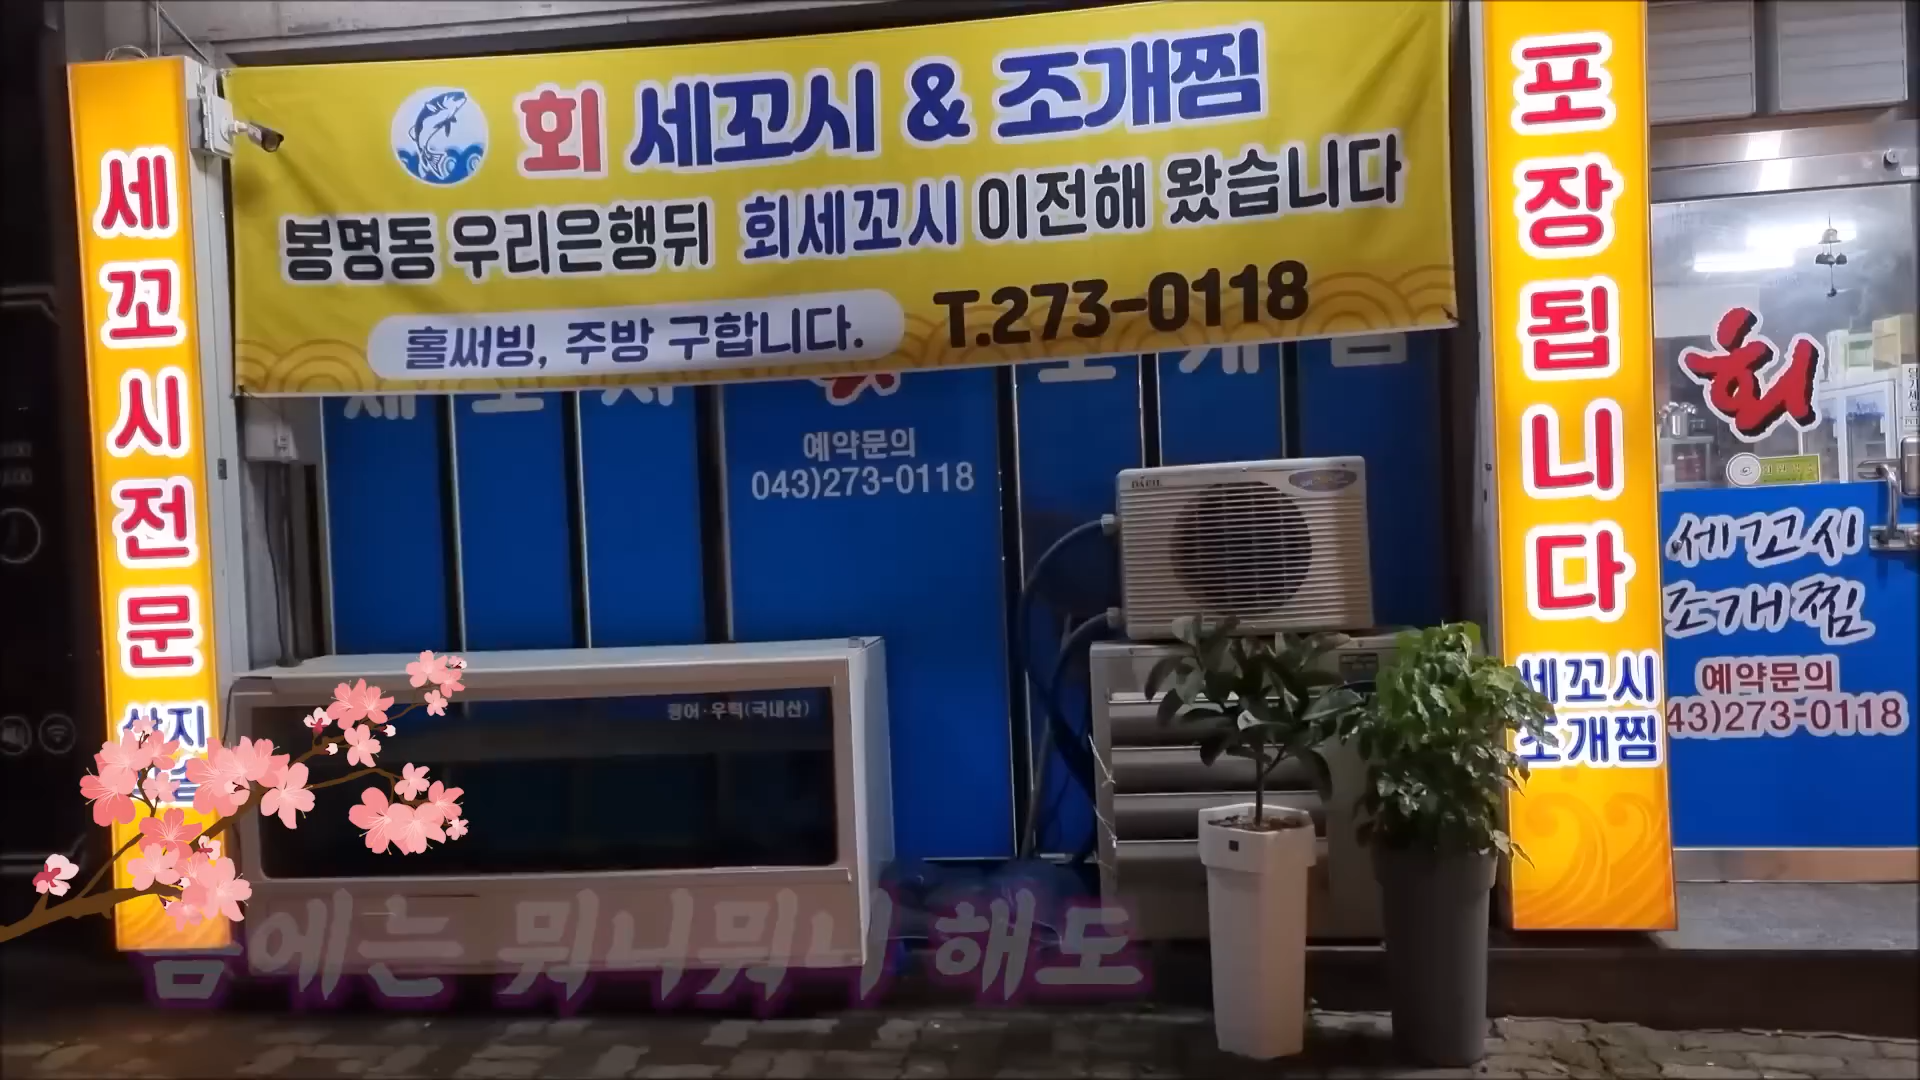 회 세꼬시 & 조개찜
봉명동 우리은행뒤 회세꼬시 이전해 왔습니다
홀써빙, 주방 구합니다. T.273-0118
세꼬시전문
포장됩니다
세꼬시
조개찜
예약문의
043)273-0118
광어·우럭(국내산)
회
세꼬시
조개찜
예약문의
43)273-0118
봄에는 뭐니뭐니 해도